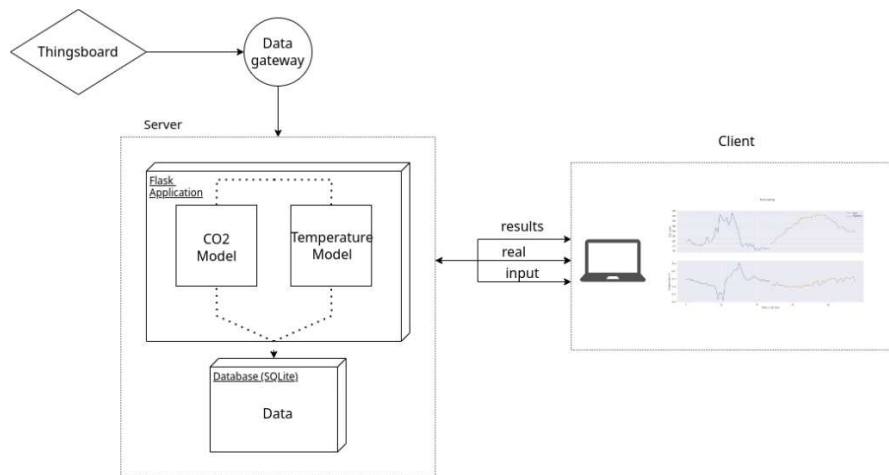 Thingsboard
Data
gateway
Server
Client
Flask
Application
CO2
Model
Temperature
Model
results
real
input
Database (SQLite)
Data